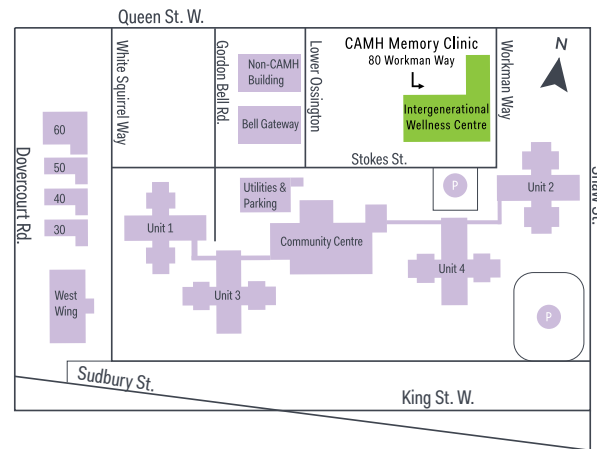 Queen St. W.
White Squirrel Way
Gordon Bell Rd.
Lower Ossington
CAMH Memory Clinic
80 Workman Way
Workman Way
N
Non-CAMH
Building
Bell Gateway
Intergenerational
Wellness Centre
Stokes St.
60
50
40
30
Dovercourt Rd.
Utilities &
Parking
P
Unit 2
Shaw St.
Unit 1
Community Centre
Unit 4
Unit 3
West
Wing
P
Sudbury St.
King St. W.